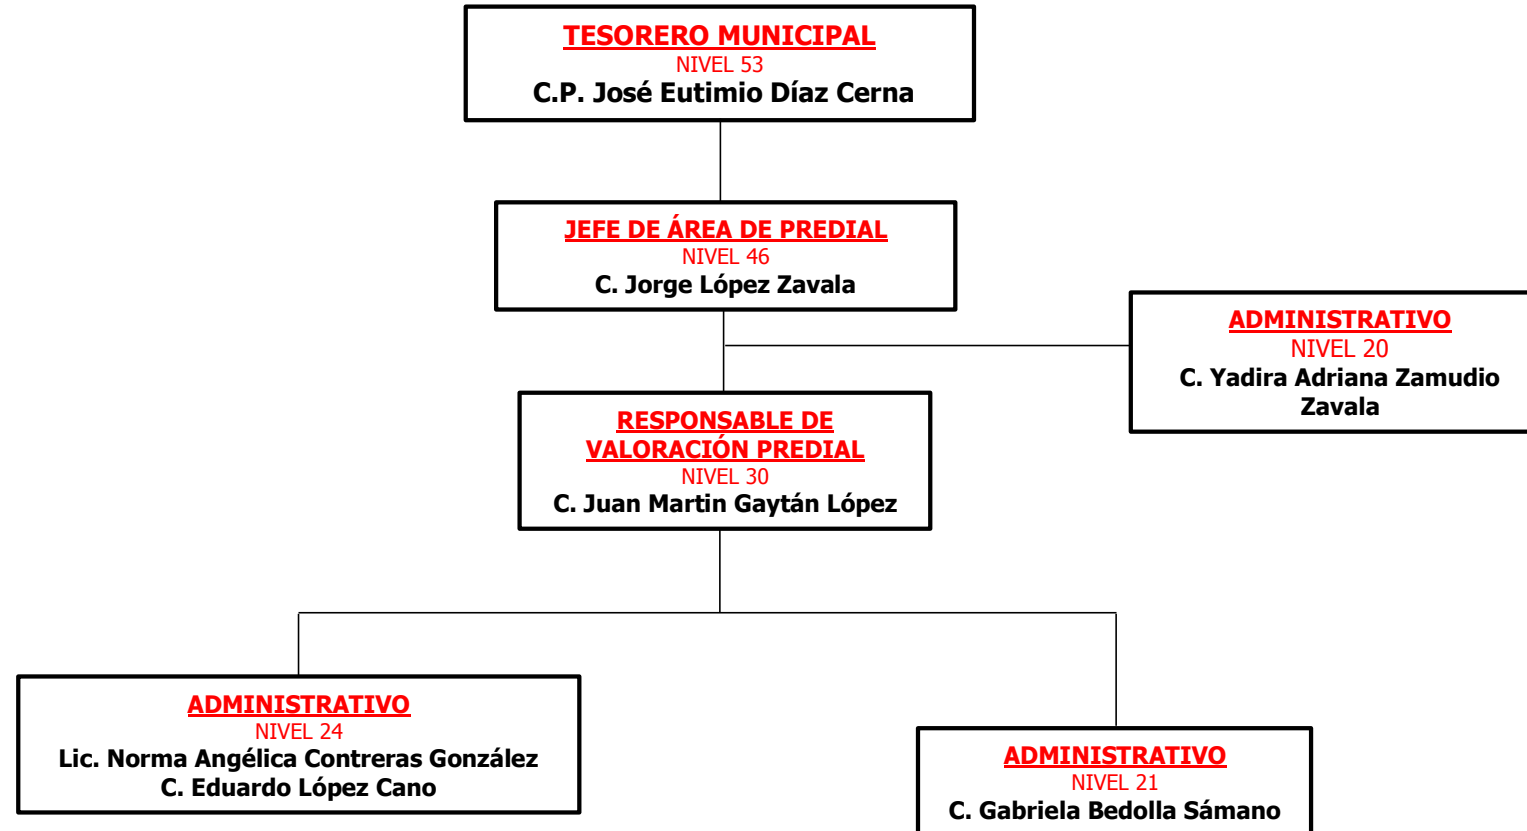 TESORERO MUNICIPAL
NIVEL 53
C.P. José Eutimio Díaz Cerna
JEFE DE ÁREA DE PREDIAL
NIVEL 46
C. Jorge López Zavala
ADMINISTRATIVO
NIVEL 20
C. Yadira Adriana Zamudio
Zavala
RESPONSABLE DE
VALORACIÓN PREDIAL
NIVEL 30
C. Juan Martin Gaytán López
ADMINISTRATIVO
NIVEL 24
Lic. Norma Angélica Contreras González
C. Eduardo López Cano
ADMINISTRATIVO
NIVEL 21
C. Gabriela Bedolla Sámano